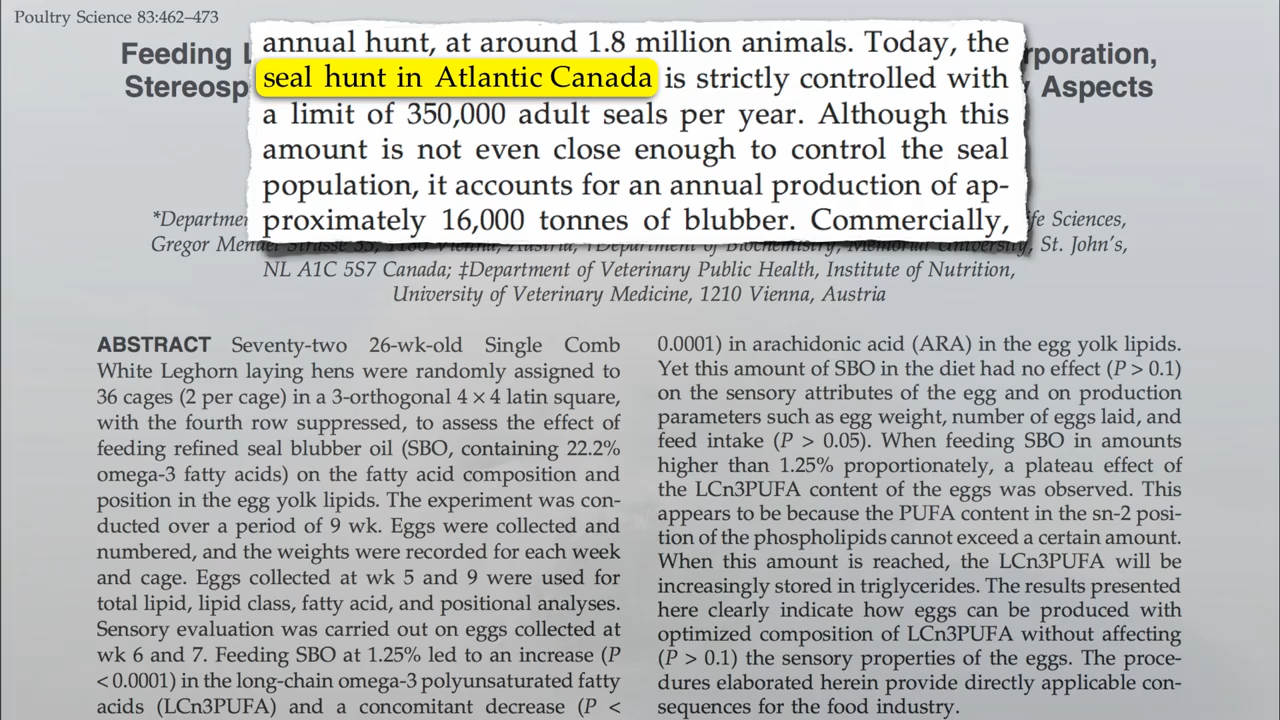 Poultry Science 83:462–473
annual hunt, at around 1.8 million animals. Today, the
seal hunt in Atlantic Canada is strictly controlled with
a limit of 350,000 adult seals per year. Although this
amount is not even close enough to control the seal
population, it accounts for an annual production of ap-
proximately 16,000 tonnes of blubber. Commercially,
Feeding
rporation,
Stereosp
Aspects
*Departme
ife Sciences,
Gregor Mendel Strasse 33, 1180 Vienna, Austria; †Department of Biochemistry, Memorial University, St. John’s,
NL A1C 5S7 Canada; ‡Department of Veterinary Public Health, Institute of Nutrition,
University of Veterinary Medicine, 1210 Vienna, Austria
ABSTRACT Seventy-two 26-wk-old Single Comb
White Leghorn laying hens were randomly assigned to
36 cages (2 per cage) in a 3-orthogonal 4 × 4 latin square,
with the fourth row suppressed, to assess the effect of
feeding refined seal blubber oil (SBO, containing 22.2%
omega-3 fatty acids) on the fatty acid composition and
position in the egg yolk lipids. The experiment was con-
ducted over a period of 9 wk. Eggs were collected and
numbered, and the weights were recorded for each week
and cage. Eggs collected at wk 5 and 9 were used for
total lipid, lipid class, fatty acid, and positional analyses.
Sensory evaluation was carried out on eggs collected at
wk 6 and 7. Feeding SBO at 1.25% led to an increase (P
< 0.0001) in the long-chain omega-3 polyunsaturated fatty
acids (LCn3PUFA) and a concomitant decrease (P <
0.0001) in arachidonic acid (ARA) in the egg yolk lipids.
Yet this amount of SBO in the diet had no effect (P > 0.1)
on the sensory attributes of the egg and on production
parameters such as egg weight, number of eggs laid, and
feed intake (P > 0.05). When feeding SBO in amounts
higher than 1.25% proportionately, a plateau effect of
the LCn3PUFA content of the eggs was observed. This
appears to be because the PUFA content in the sn-2 posi-
tion of the phospholipids cannot exceed a certain amount.
When this amount is reached, the LCn3PUFA will be
increasingly stored in triglycerides. The results presented
here clearly indicate how eggs can be produced with
optimized composition of LCn3PUFA without affecting
(P > 0.1) the sensory properties of the eggs. The proce-
dures elaborated herein provide directly applicable con-
sequences for the food industry.